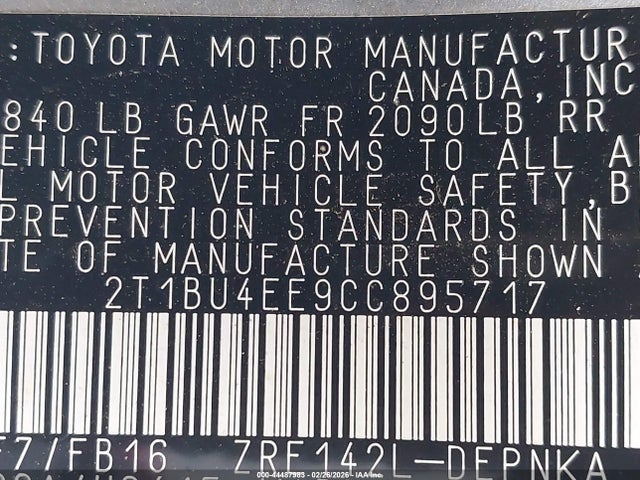 :TOYOTA MOTOR MANUFACTUR
CANADA,INC
840 LB GAWR FR 2090LB RR
EHICLE CONFORMS TO ALL A
L MOTOR VEHICLE SAFETY,B
PREVENTION STANDARDS IN
TE OF MANUFACTURE SHOWN
2T1BU4EE9CC895717
F7/FB16 ZRE142L-DEPNKA
000-44487983 - 02/26/2026 - IAA Inc.